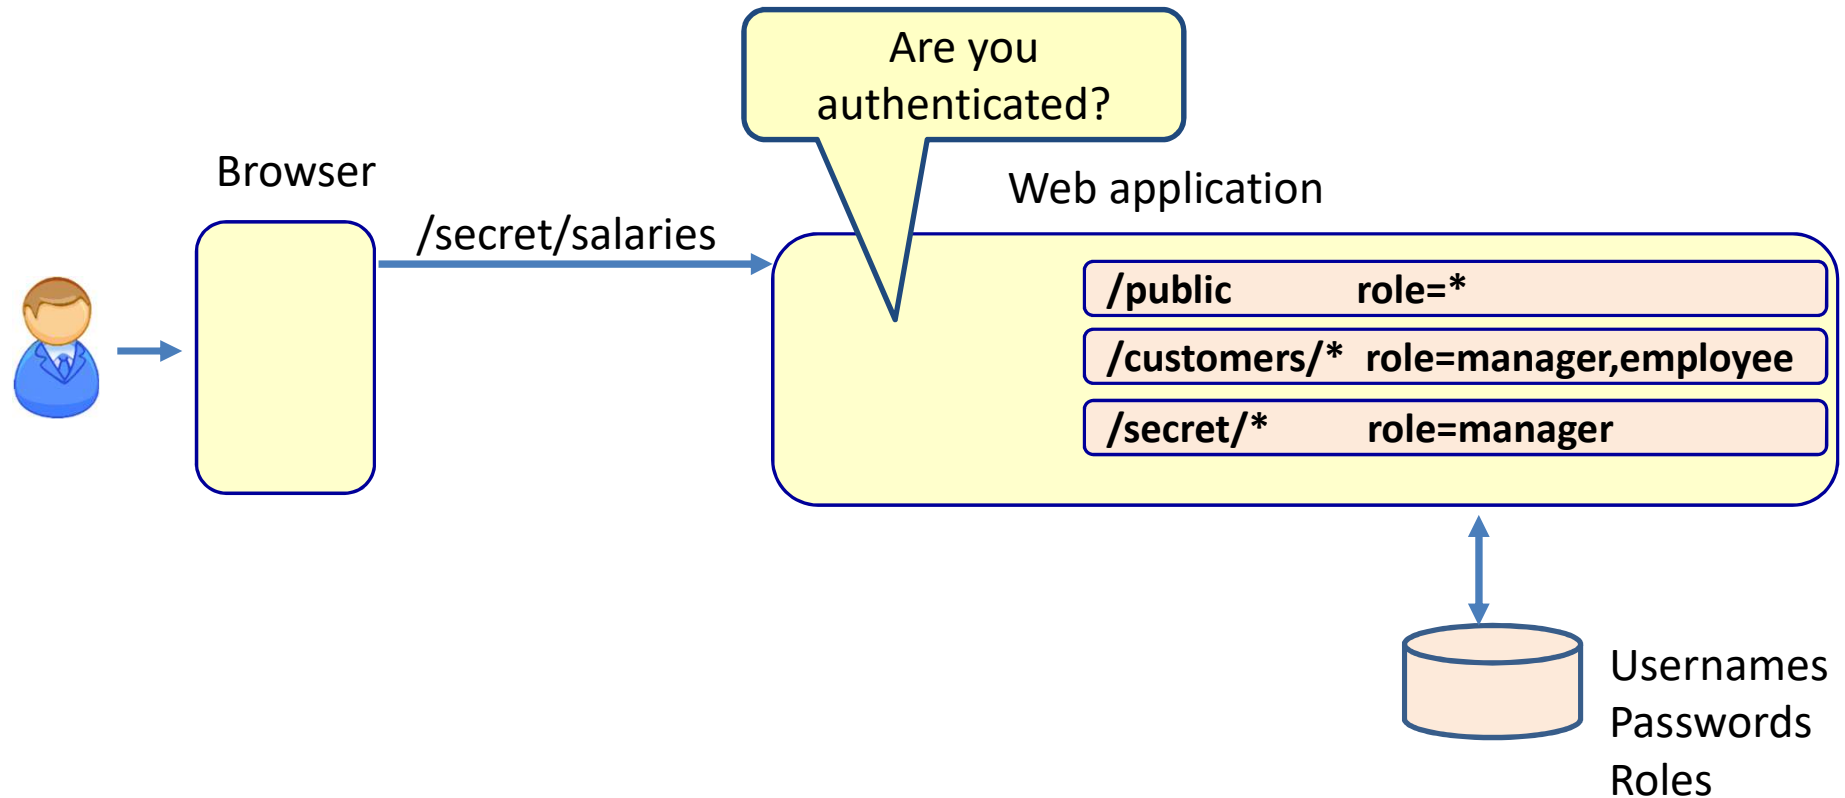 Are you
authenticated?
Browser
Web application
/secret/salaries
/public role=*
/customers/* role=manager,employee
/secret/* role=manager
Usernames
Passwords
Roles